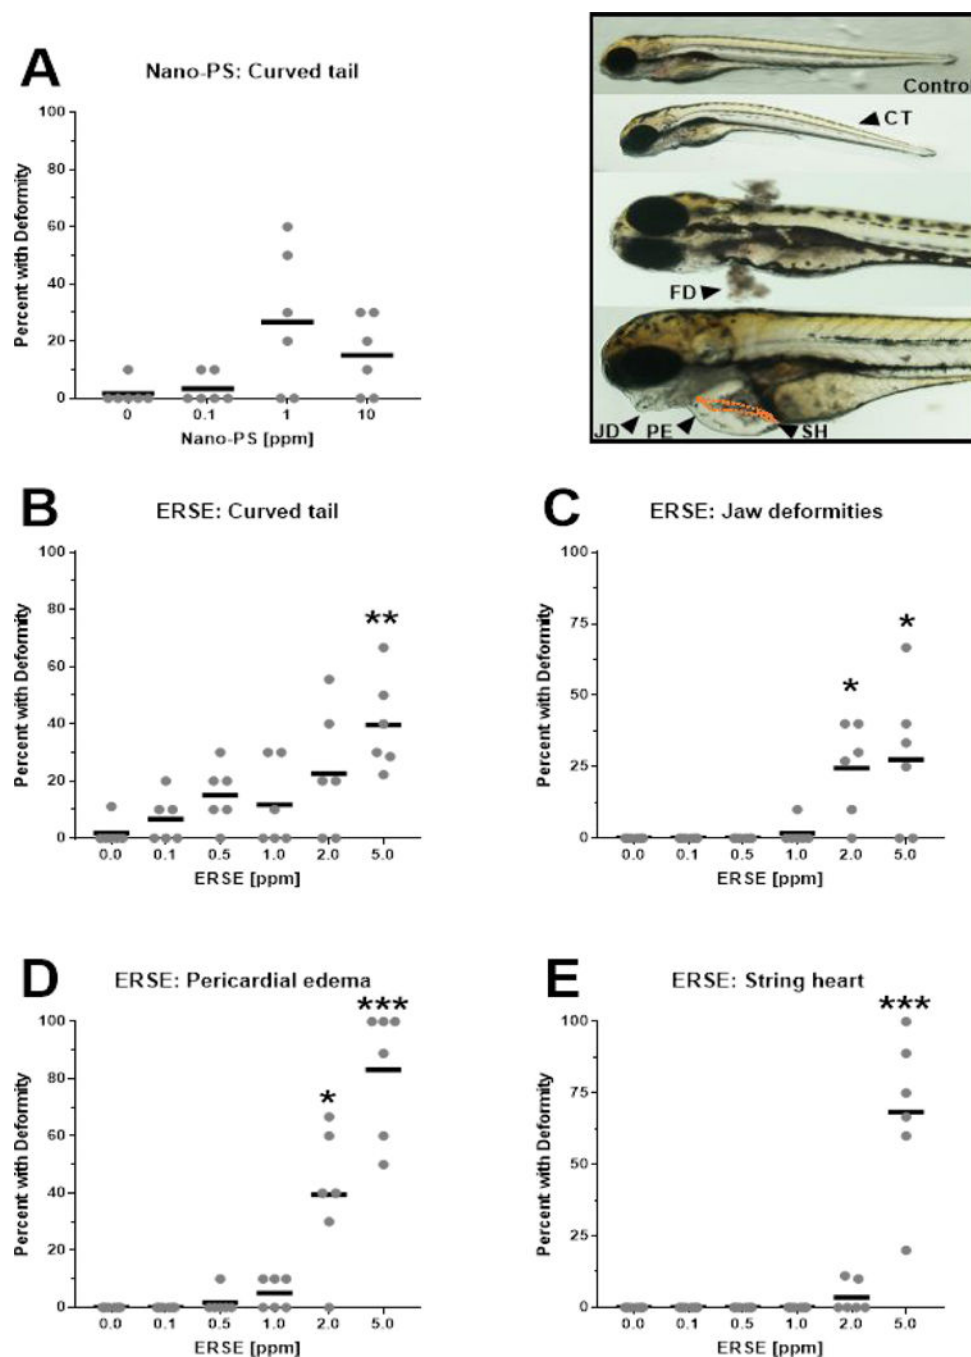 A
Nano-PS: Curved tail
Percent with Deformity
100
80
60
40
20
0
0 0.1 1 10
Nano-PS [ppm]
Control
CT
FD
JD PE SH
B
ERSE: Curved tail
**
Percent with Deformity
100
80
60
40
20
0
0.0 0.1 0.5 1.0 2.0 5.0
ERSE [ppm]
C
ERSE: Jaw deformities
*
*
Percent with Deformity
100
75
50
25
0
0.0 0.1 0.5 1.0 2.0 5.0
ERSE [ppm]
D
ERSE: Pericardial edema
***
*
Percent with Deformity
100
80
60
40
20
0
0.0 0.1 0.5 1.0 2.0 5.0
ERSE [ppm]
E
ERSE: String heart
***
Percent with Deformity
100
75
50
25
0
0.0 0.1 0.5 1.0 2.0 5.0
ERSE [ppm]